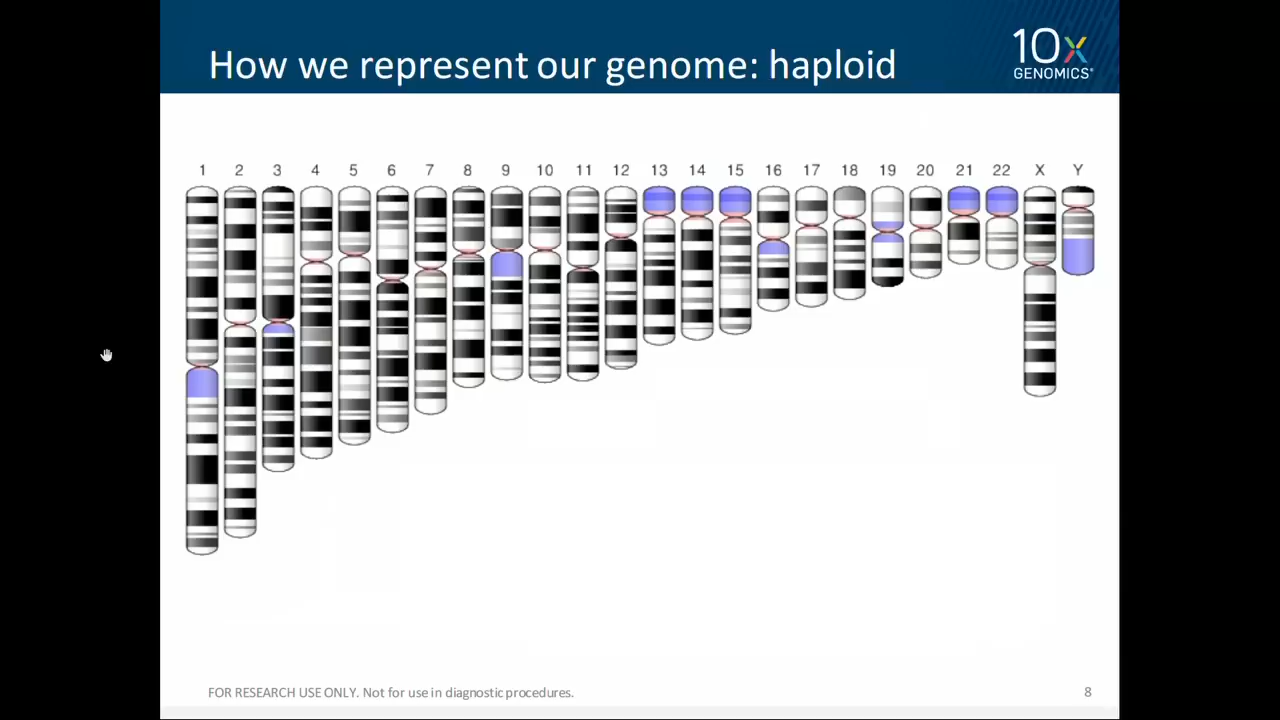 How we represent our genome: haploid
10x
GENOMICS®
1 2 3 4 5 6 7 8 9 10 11 12 13 14 15 16 17 18 19 20 21 22 X Y
FOR RESEARCH USE ONLY. Not for use in diagnostic procedures.
8